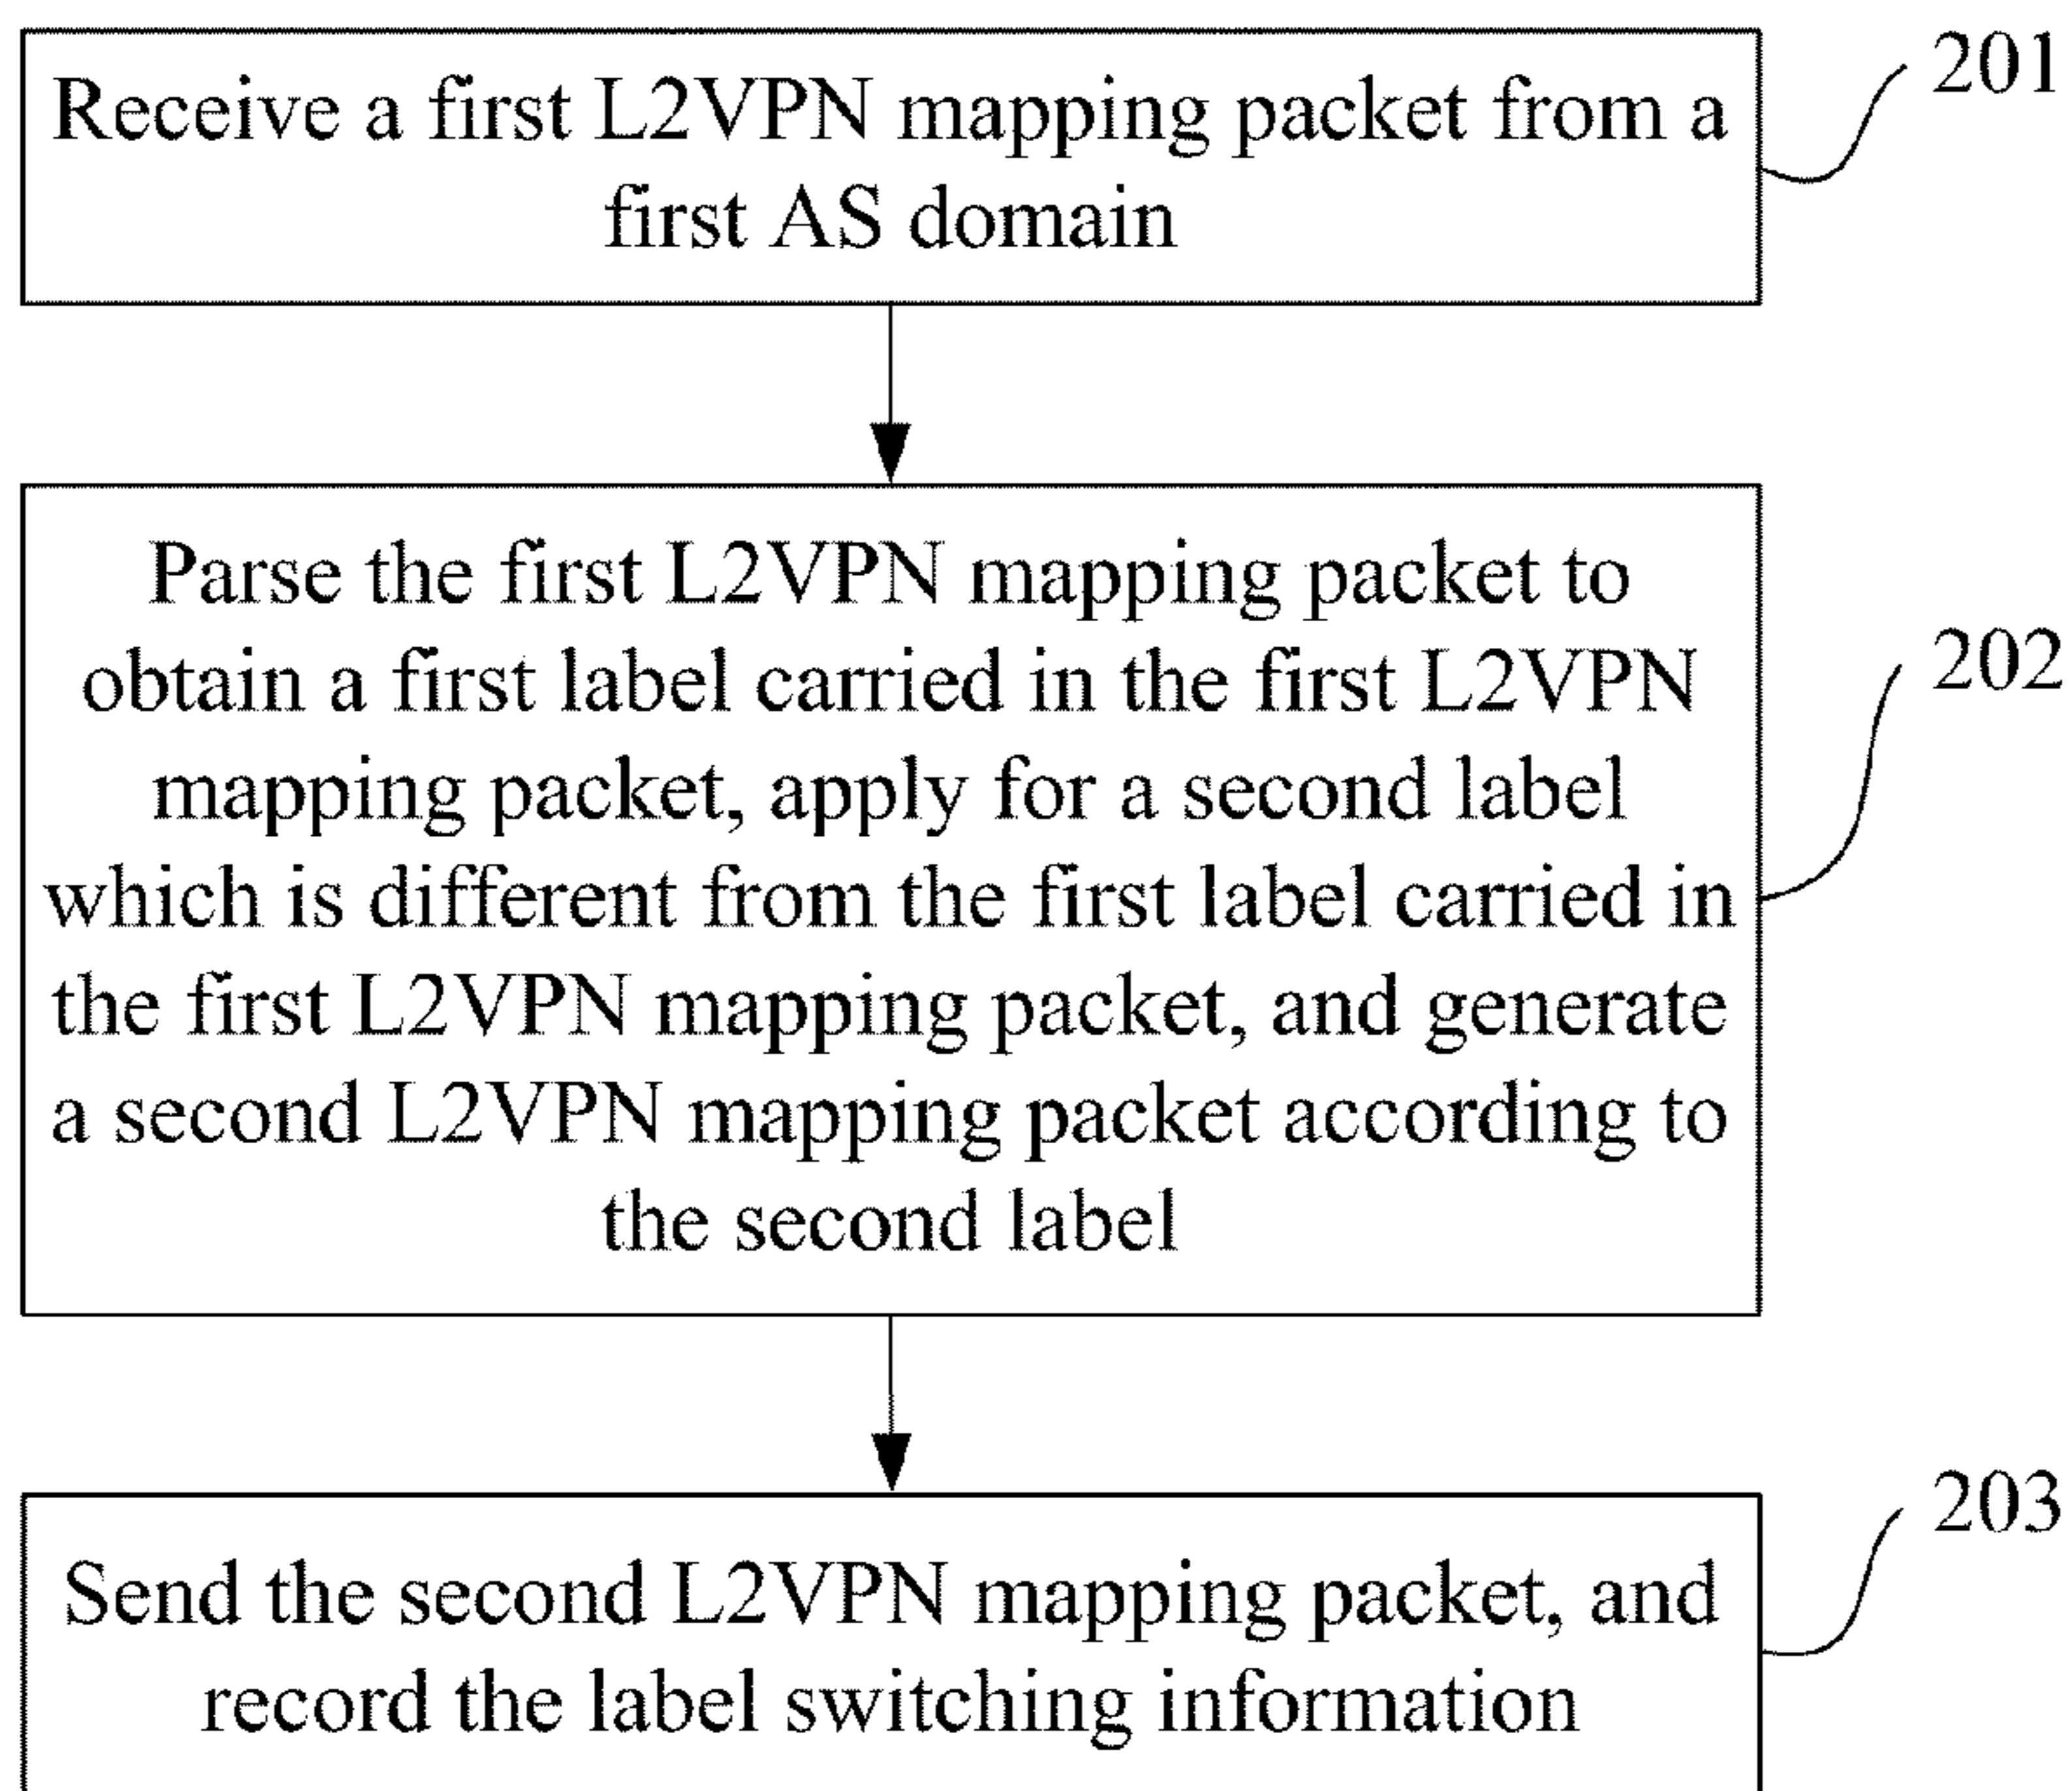 Receive a first L2VPN mapping packet from a
first AS domain
201
Parse the first L2VPN mapping packet to
obtain a first label carried in the first L2VPN
mapping packet, apply for a second label
which is different from the first label carried in
the first L2VPN mapping packet, and generate
a second L2VPN mapping packet according to
the second label
202
Send the second L2VPN mapping packet, and
record the label switching information
203